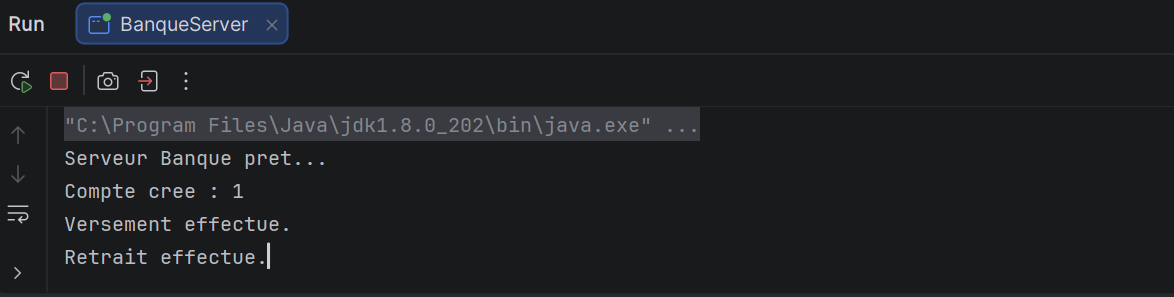 Run BanqueServer
"C:\Program Files\Java\jdk1.8.0_202\bin\java.exe" ...
Serveur Banque pret...
Compte cree : 1
Versement effectue.
Retrait effectue.